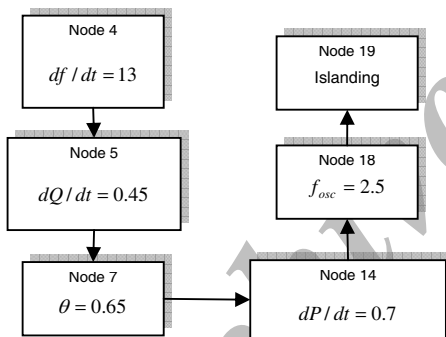 Node 4
df / dt = 13
Node 5
dQ / dt = 0.45
Node 7
θ = 0.65
Node 14
dP / dt = 0.7
Node 18
f_osc = 2.5
Node 19
Islanding